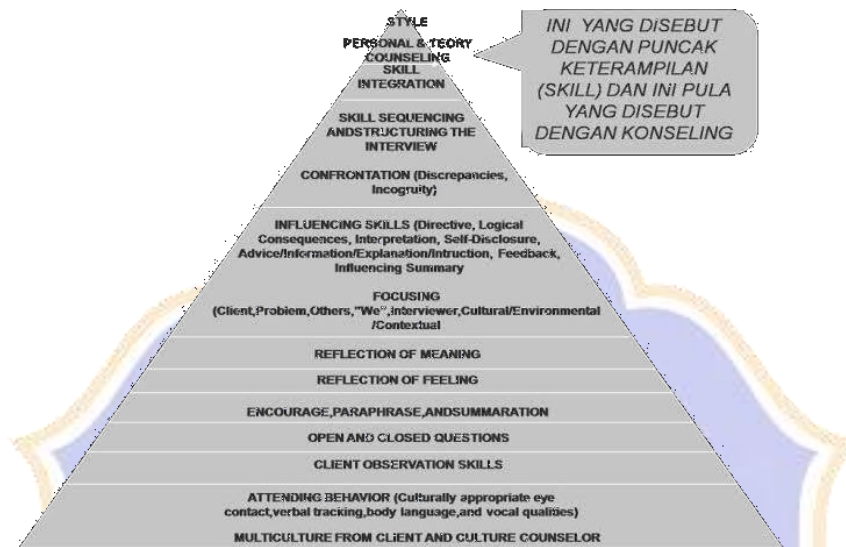 STYLE
PERSONAL & TEORY
COUNSELING
SKILL
INTEGRATION
SKILL SEQUENCING
ANDSTRUCTURING THE
INTERVIEW
CONFRONTATION (Discrepancies,
Incogruity)
INFLUENCING SKILLS (Directive, Logical
Consequences, Interpretation, Self-Disclosure,
Advice/Information/Explanation/Intruction, Feedback,
Influencing Summary
FOCUSING
(Client,Problem,Others,"We",Interviewer,Cultural/Environmental
/Contextual
REFLECTION OF MEANING
REFLECTION OF FEELING
ENCOURAGE,PARAPHRASE,ANDSUMMARATION
OPEN AND CLOSED QUESTIONS
CLIENT OBSERVATION SKILLS
ATTENDING BEHAVIOR (Culturally appropriate eye
contact,verbal tracking,body language,and vocal qualities)
MULTICULTURE FROM CLIENT AND CULTURE COUNSELOR
INI YANG DISEBUT
DENGAN PUNCAK
KETERAMPILAN
(SKILL) DAN INI PULA
YANG DISEBUT
DENGAN KONSELING